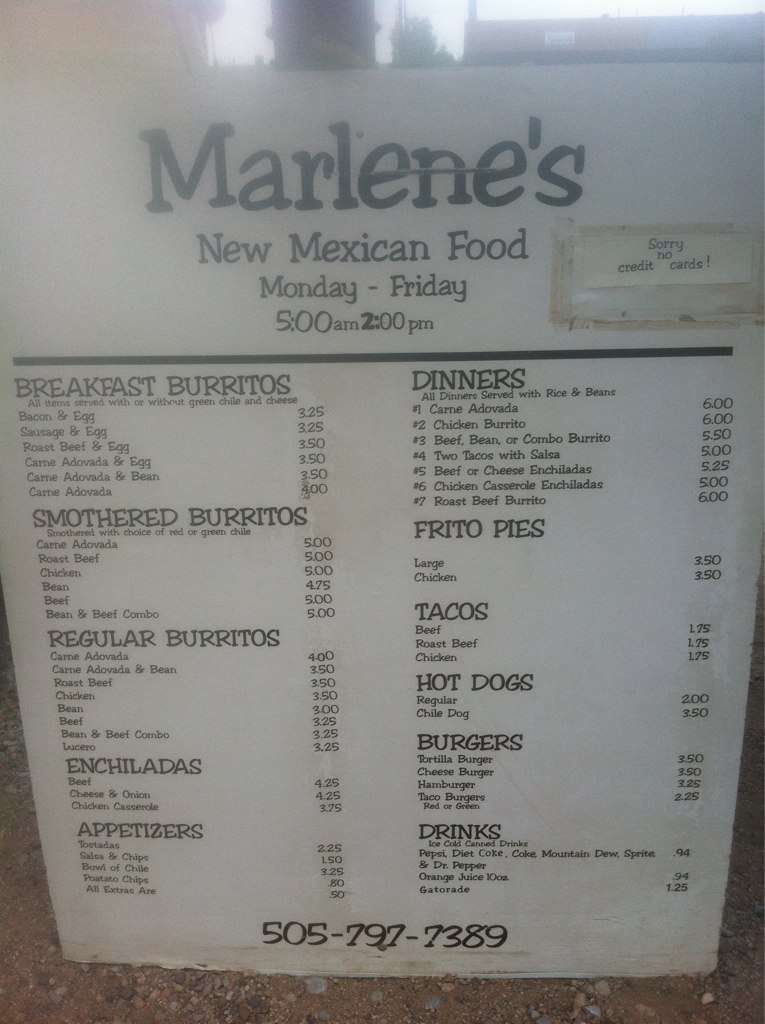 Marlene's
New Mexican Food
Monday - Friday
5:00am 2:00 pm
Sorry
no
credit cards!
BREAKFAST BURRITOS
All items served with or without green chile and cheese
Bacon & Egg 3.25
Sausage & Egg 3.25
Roast Beef & Egg 3.50
Carne Adovada & Egg 3.50
Carne Adovada & Bean 3.50
Carne Adovada 4.00
SMOTHERED BURRITOS
Smothered with choice of red or green chile
Carne Adovada 5.00
Roast Beef 5.00
Chicken 5.00
Bean 4.75
Beef 5.00
Bean & Beef Combo 5.00
REGULAR BURRITOS
Carne Adovada 4.00
Carne Adovada & Bean 3.50
Roast Beef 3.50
Chicken 3.50
Bean 3.00
Beef 3.25
Bean & Beef Combo 3.25
Lucero 3.25
ENCHILADAS
Beef 4.25
Cheese & Onion 4.25
Chicken Casserole 3.75
APPETIZERS
Tostadas 2.25
Salsa & Chips 1.50
Bowl of Chile 3.25
Poatato Chips .80
All Extras Are .50
DINNERS
All Dinners Served with Rice & Beans
#1 Carne Adovada 6.00
#2 Chicken Burrito 6.00
#3 Beef, Bean, or Combo Burrito 5.50
#4 Two Tacos with Salsa 5.00
#5 Beef or Cheese Enchiladas 5.25
#6 Chicken Casserole Enchiladas 5.00
#7 Roast Beef Burrito 6.00
FRITO PIES
Large 3.50
Chicken 3.50
TACOS
Beef 1.75
Roast Beef 1.75
Chicken 1.75
HOT DOGS
Regular 2.00
Chile Dog 3.50
BURGERS
Tortilla Burger 3.50
Cheese Burger 3.50
Hamburger 3.25
Taco Burgers 2.25
Red or Green
DRINKS
Ice Cold Canned Drinks
Pepsi, Diet Coke, Coke, Mountain Dew, Sprite .94
& Dr. Pepper
Orange Juice 10oz. .94
Gatorade 1.25
505-797-7389